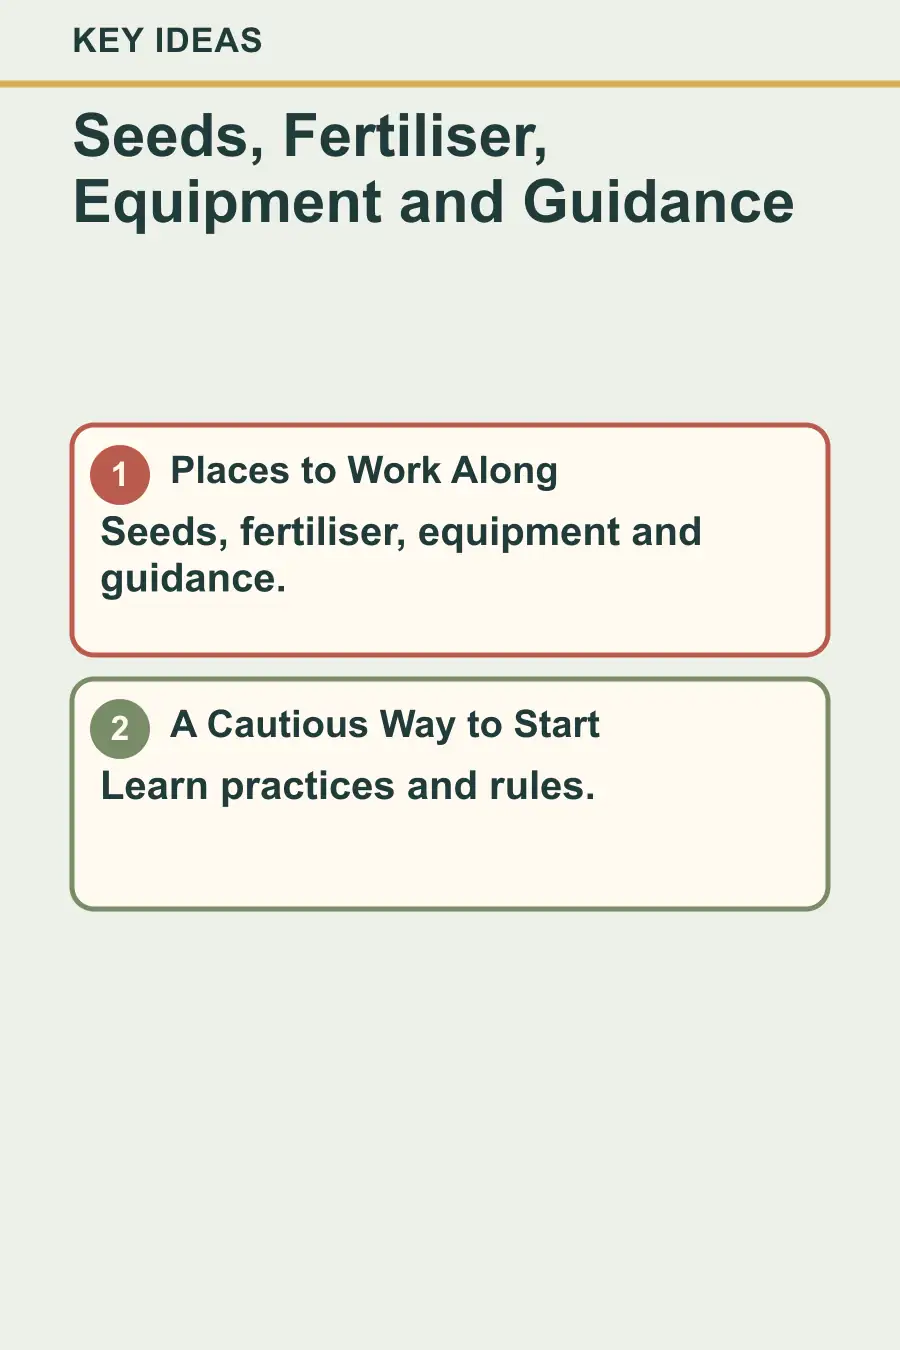 KEY IDEAS
Seeds, Fertiliser,
Equipment and Guidance
1 Places to Work Along
Seeds, fertiliser, equipment and
guidance.
2 A Cautious Way to Start
Learn practices and rules.